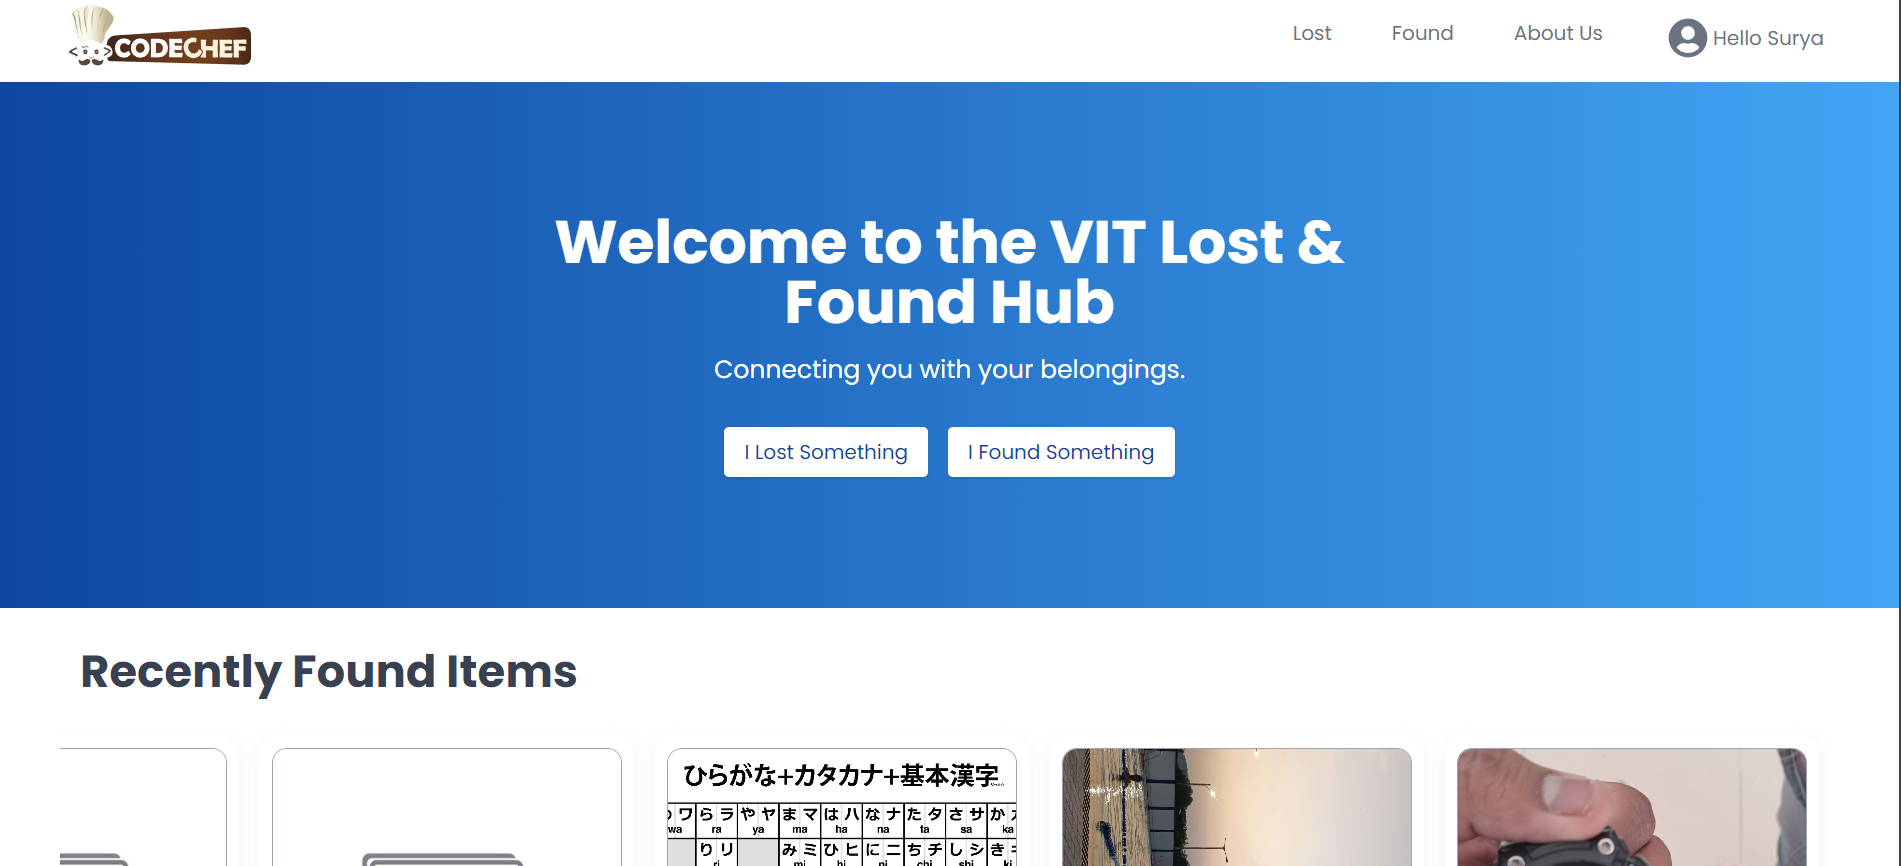 CODECHEF
Lost
Found
About Us
Hello Surya
Welcome to the VIT Lost &
Found Hub
Connecting you with your belongings.
I Lost Something
I Found Something
Recently Found Items
ひらがな+カタカナ+基本漢字
ワ らラ やヤ まマ はハ なナ たタ さサ か
wa ra ya ma ha na ta sa ka
りリ みミ ひヒ にニ ちチ しシ き
ri mi hi ni chi shi ki